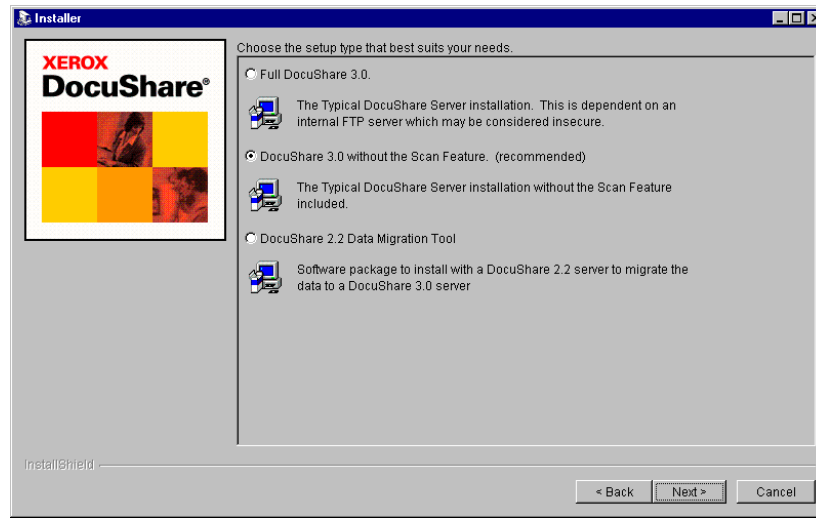 Installer
XEROX
DocuShare®
Choose the setup type that best suits your needs.
Full DocuShare 3.0.
The Typical DocuShare Server installation. This is dependent on an
internal FTP server which may be considered insecure.
DocuShare 3.0 without the Scan Feature. (recommended)
The Typical DocuShare Server installation without the Scan Feature
included.
DocuShare 2.2 Data Migration Tool
Software package to install with a DocuShare 2.2 server to migrate the
data to a DocuShare 3.0 server
InstallShield
< Back
Next >
Cancel